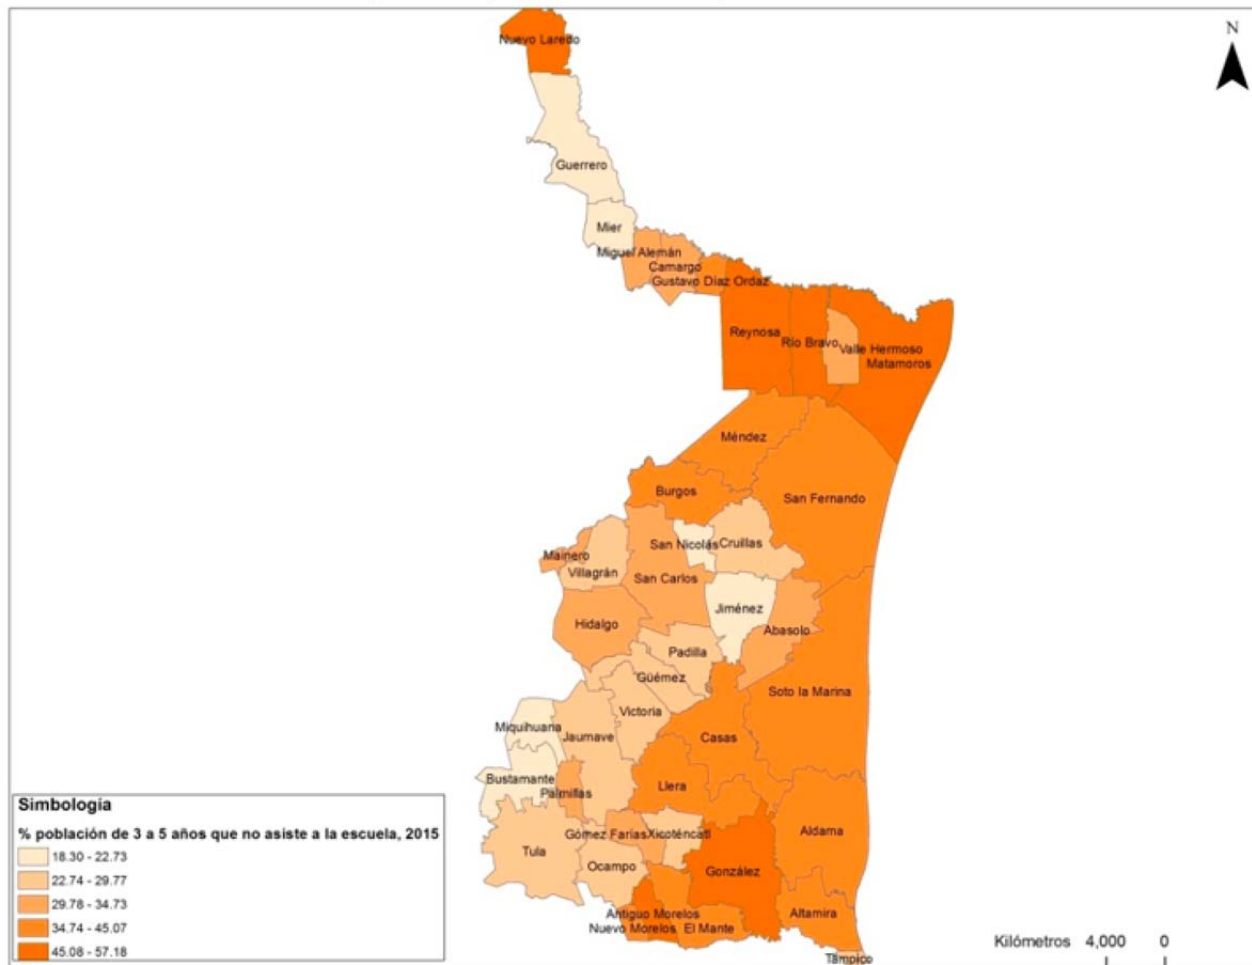 N
Nuevo Laredo
Guerrero
Mier
Miguel Alemán
Camargo
Gustavo Díaz Ordaz
Reynosa
Río Bravo
Valle Hermoso
Matamoros
Méndez
Burgos
San Fernando
San Nicolás
Cruillas
Mainero
Villagrán
San Carlos
Jiménez
Hidalgo
Abasolo
Padilla
Güémez
Soto la Marina
Victoria
Miquihuana
Jaumave
Casas
Bustamante
Palmillas
Llera
Gómez Farías
Xicoténcatl
Aldama
Tula
Ocampo
González
Antiguo Morelos
Nuevo Morelos
El Mante
Altamira
Tampico
Simbología
% población de 3 a 5 años que no asiste a la escuela, 2015
18.30 - 22.73
22.74 - 29.77
29.78 - 34.73
34.74 - 45.07
45.08 - 57.18
Kilómetros 4,000 0